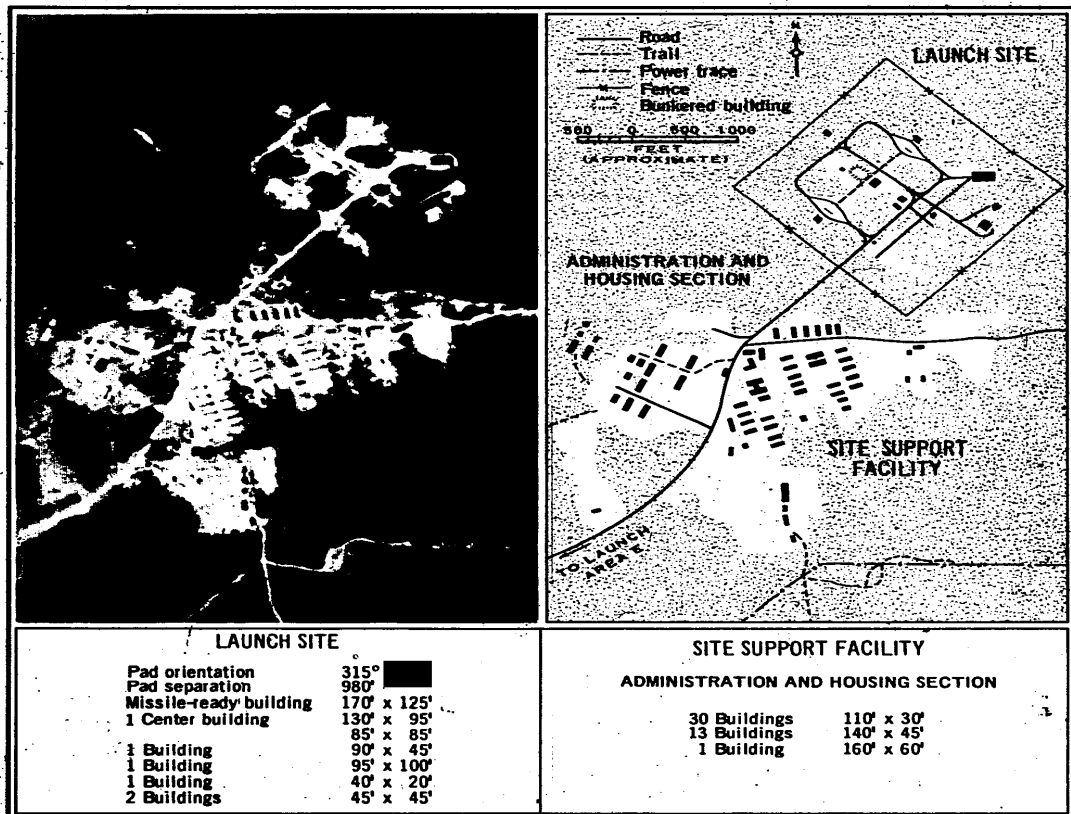 Road
Trail
Power trace
Fence
Bunkered building
N
500 0 500 1000
FEET
(APPROXIMATE)
LAUNCH SITE
ADMINISTRATION AND
HOUSING SECTION
SITE SUPPORT
FACILITY
TO LAUNCH
AREA E
LAUNCH SITE
Pad orientation 315°
Pad separation 980'
Missile-ready building 170' x 125'
1 Center building 130' x 95'
85' x 85'
1 Building 90' x 45'
1 Building 95' x 100'
1 Building 40' x 20'
2 Buildings 45' x 45'
SITE SUPPORT FACILITY
ADMINISTRATION AND HOUSING SECTION
30 Buildings 110' x 30'
13 Buildings 140' x 45'
1 Building 160' x 60'